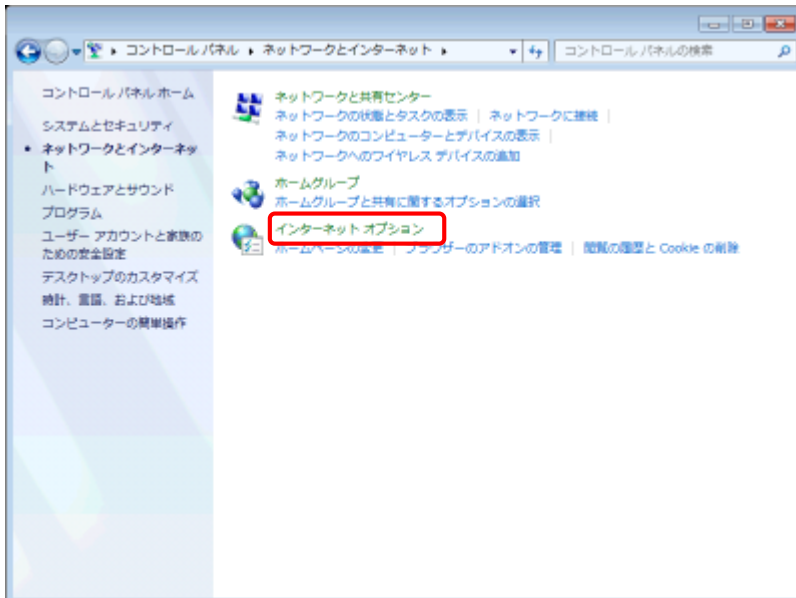 コントロール パネル ▸ ネットワークとインターネット ▸
コントロール パネルの検索
コントロール パネル ホーム
システムとセキュリティ
• ネットワークとインターネッ
ト
ハードウェアとサウンド
プログラム
ユーザー アカウントと家族の
ための安全設定
デスクトップのカスタマイズ
時計、言語、および地域
コンピューターの簡単操作
ネットワークと共有センター
ネットワークの状態とタスクの表示 | ネットワークに接続 |
ネットワークのコンピューターとデバイスの表示 |
ネットワークへのワイヤレス デバイスの追加
ホームグループ
ホームグループと共有に関するオプションの選択
インターネット オプション
ホームページの変更 | ブラウザーのアドオンの管理 | 閲覧の履歴と Cookie の削除